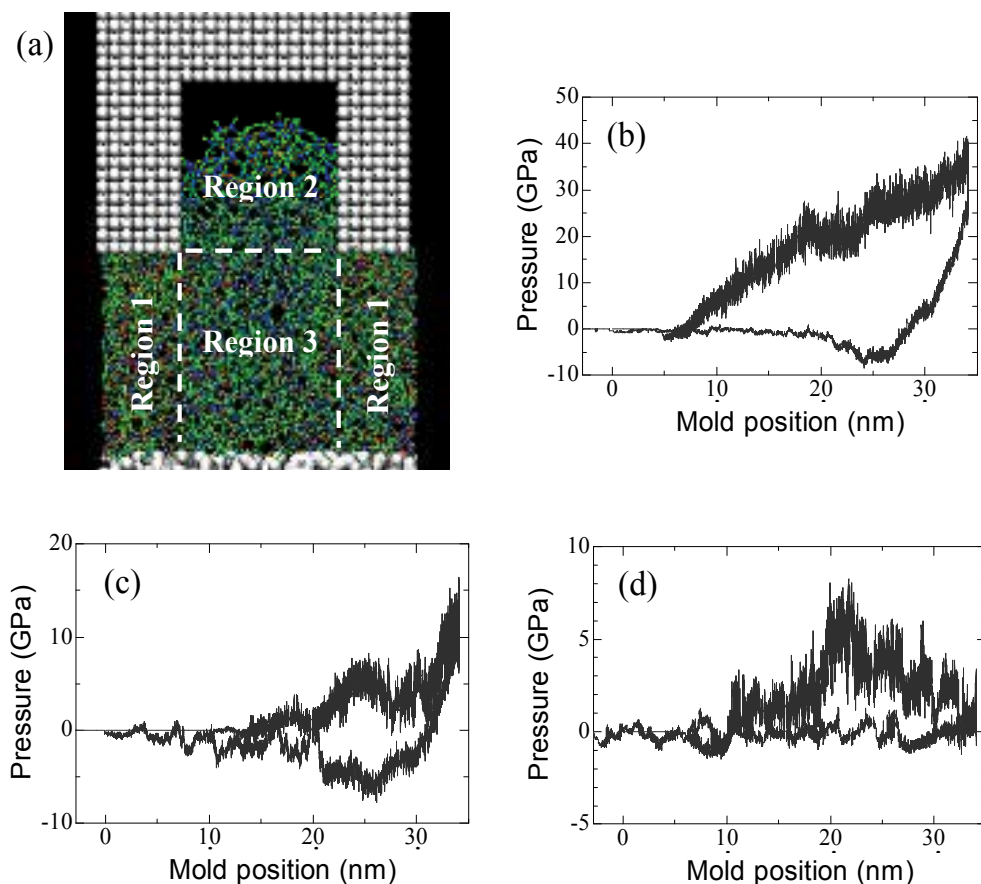 (a)
Region 2
Region 1
Region 3
Region 1
(b)
Pressure (GPa)
50
40
30
20
10
0
-10
0
10
20
30
Mold position (nm)
(c)
Pressure (GPa)
20
10
0
-10
0
10
20
30
Mold position (nm)
(d)
Pressure (GPa)
10
5
0
-5
0
10
20
30
Mold position (nm)